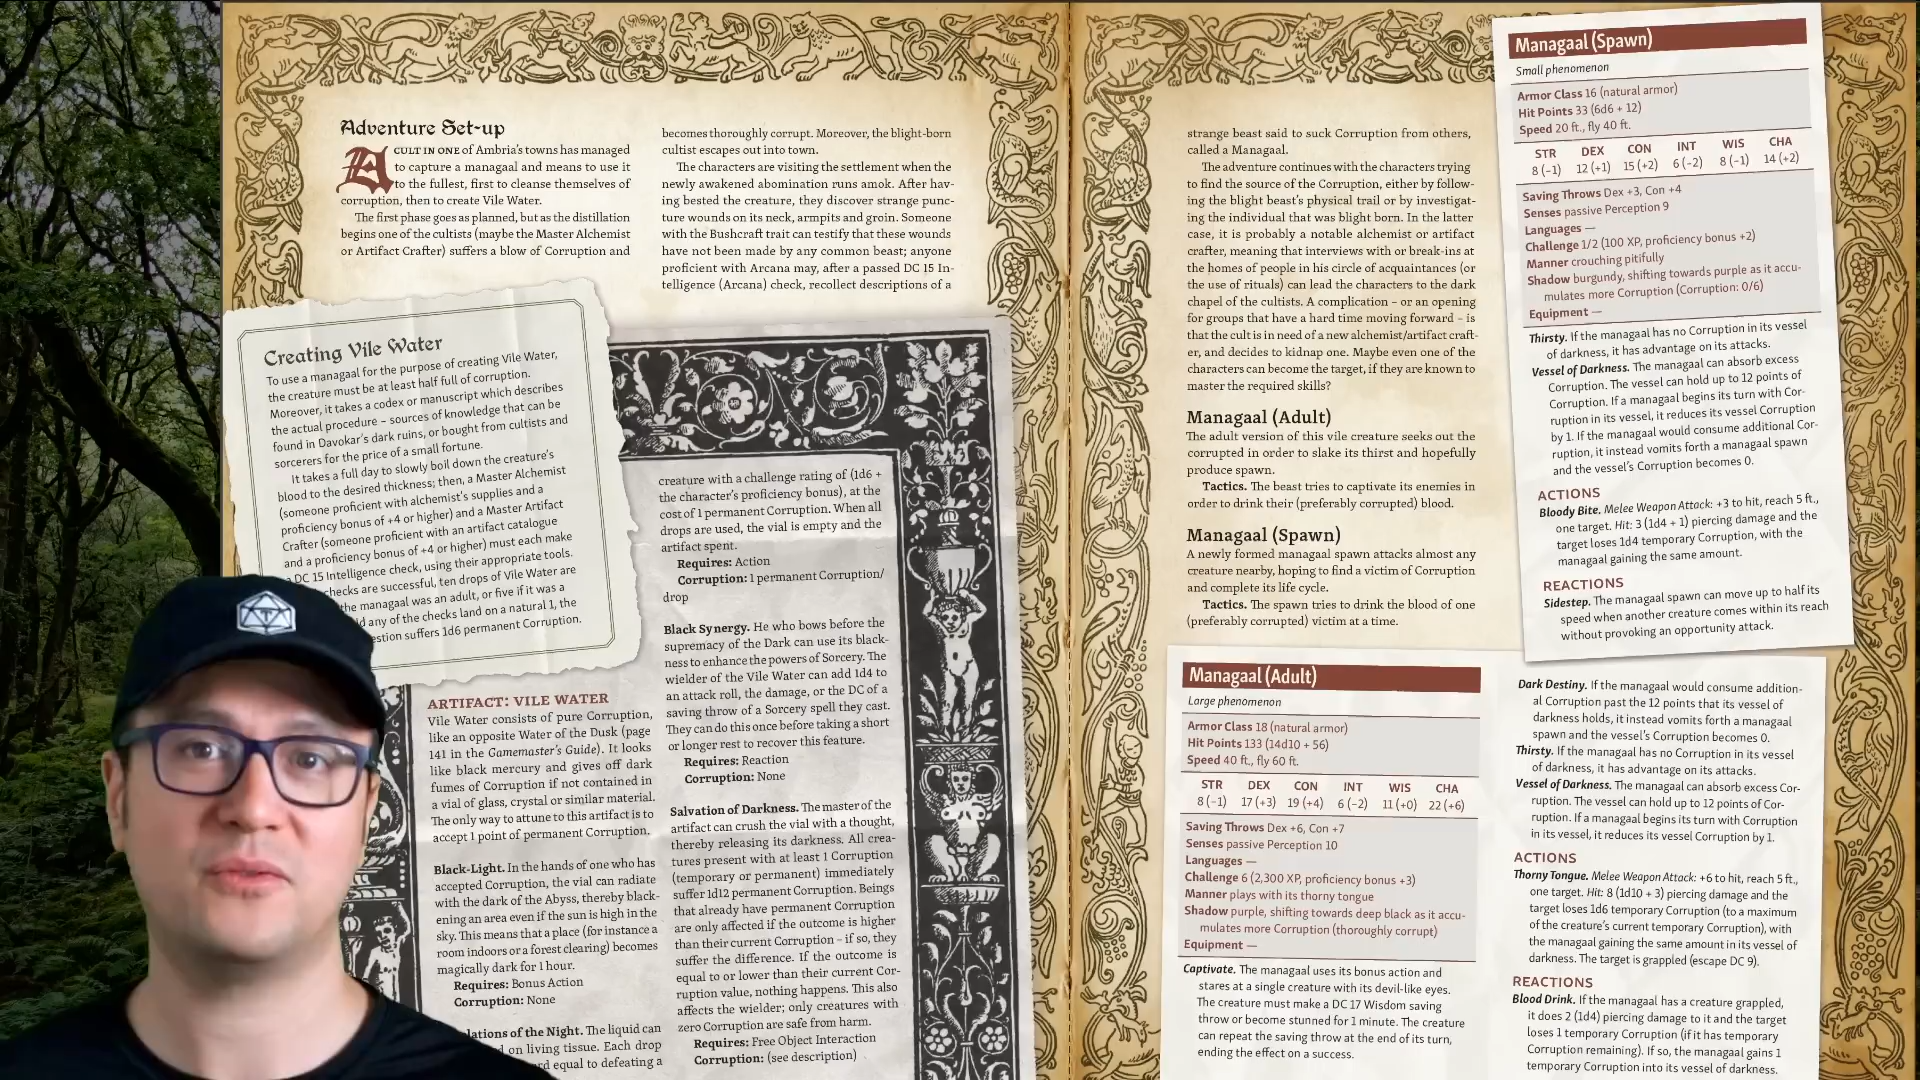 Adventure Set-up
A CULT IN ONE of Ambria's towns has managed
to capture a managaal and means to use it
to the fullest, first to cleanse themselves of
corruption, then to create Vile Water.
The first phase goes as planned, but as the distillation
begins one of the cultists (maybe the Master Alchemist
or Artifact Crafter) suffers a blow of Corruption and
becomes thoroughly corrupt. Moreover, the blight-born
cultist escapes out into town.
The characters are visiting the settlement when the
newly awakened abomination runs amok. After hav-
ing bested the creature, they discover strange punc-
ture wounds on its neck, armpits and groin. Someone
with the Bushcraft trait can testify that these wounds
have not been made by any common beast; anyone
proficient with Arcana may, after a passed DC 15 In-
telligence (Arcana) check, recollect descriptions of a
Creating Vile Water
To use a managaal for the purpose of creating Vile Water,
the creature must be at least half full of corruption.
Moreover, it takes a codex or manuscript which describes
the actual procedure – sources of knowledge that can be
found in Davokar's dark ruins, or bought from cultists and
sorcerers for the price of a small fortune.
It takes a full day to slowly boil down the creature's
blood to the desired thickness; then, a Master Alchemist
(someone proficient with alchemist's supplies and a
proficiency bonus of +4 or higher) and a Master Artifact
Crafter (someone proficient with an artifact catalogue
and a proficiency bonus of +4 or higher) must each make
DC 15 Intelligence check, using their appropriate tools.
checks are successful, ten drops of Vile Water are
the managaal was an adult, or five if it was a
any of the checks land on a natural 1, the
suffers 1d6 permanent Corruption.
ARTIFACT: VILE WATER
Vile Water consists of pure Corruption,
like an opposite Water of the Dusk (page
141 in the Gamemaster's Guide). It looks
like black mercury and gives off dark
fumes of Corruption if not contained in
a vial of glass, crystal or similar material.
The only way to attune to this artifact is to
accept 1 point of permanent Corruption.
Black-Light. In the hands of one who has
accepted Corruption, the vial can radiate
with the dark of the Abyss, thereby black-
ening an area even if the sun is high in the
sky. This means that a place (for instance a
room indoors or a forest clearing) becomes
magically dark for 1 hour.
Requires: Bonus Action
Corruption: None
of the Night. The liquid can
on living tissue. Each drop
equal to defeating a
creature with a challenge rating of (1d6 +
the character's proficiency bonus), at the
cost of 1 permanent Corruption. When all
drops are used, the vial is empty and the
artifact spent.
Requires: Action
Corruption: 1 permanent Corruption/
drop
Black Synergy. He who bows before the
supremacy of the Dark can use its black-
ness to enhance the powers of Sorcery. The
wielder of the Vile Water can add 1d4 to
an attack roll, the damage, or the DC of a
saving throw of a Sorcery spell they cast.
They can do this once before taking a short
or longer rest to recover this feature.
Requires: Reaction
Corruption: None
Salvation of Darkness. The master of the
artifact can crush the vial with a thought,
thereby releasing its darkness. All crea-
tures present with at least 1 Corruption
(temporary or permanent) immediately
suffer 1d12 permanent Corruption. Beings
that already have permanent Corruption
are only affected if the outcome is higher
than their current Corruption – if so, they
suffer the difference. If the outcome is
equal to or lower than their current Cor-
ruption value, nothing happens. This also
affects the wielder; only creatures with
zero Corruption are safe from harm.
Requires: Free Object Interaction
Corruption: (see description)
strange beast said to suck Corruption from others,
called a Managaal.
The adventure continues with the characters trying
to find the source of the Corruption, either by follow-
ing the blight beast's physical trail or by investigat-
ing the individual that was blight born. In the latter
case, it is probably a notable alchemist or artifact
crafter, meaning that interviews with or break-ins at
the homes of people in his circle of acquaintances (or
the use of rituals) can lead the characters to the dark
chapel of the cultists. A complication – or an opening
for groups that have a hard time moving forward – is
that the cult is in need of a new alchemist/artifact craft-
er, and decides to kidnap one. Maybe even one of the
characters can become the target, if they are known to
master the required skills?
Managaal (Adult)
The adult version of this vile creature seeks out the
corrupted in order to slake its thirst and hopefully
produce spawn.
Tactics. The beast tries to captivate its enemies in
order to drink their (preferably corrupted) blood.
Managaal (Spawn)
A newly formed managaal spawn attacks almost any
creature nearby, hoping to find a victim of Corruption
and complete its life cycle.
Tactics. The spawn tries to drink the blood of one
(preferably corrupted) victim at a time.
Managaal (Spawn)
Small phenomenon
Armor Class 16 (natural armor)
Hit Points 33 (6d6 + 12)
Speed 20 ft., fly 40 ft.
STR DEX CON INT WIS CHA
8 (–1) 12 (+1) 15 (+2) 6 (–2) 8 (–1) 14 (+2)
Saving Throws Dex +3, Con +4
Senses passive Perception 9
Languages —
Challenge 1/2 (100 XP, proficiency bonus +2)
Manner crouching pitifully
Shadow burgundy, shifting towards purple as it accu-
mulates more Corruption (Corruption: 0/6)
Equipment —
Thirsty. If the managaal has no Corruption in its vessel
of darkness, it has advantage on its attacks.
Vessel of Darkness. The managaal can absorb excess
Corruption. The vessel can hold up to 12 points of
Corruption. If a managaal begins its turn with Cor-
ruption in its vessel, it reduces its vessel Corruption
by 1. If the managaal would consume additional Cor-
ruption, it instead vomits forth a managaal spawn
and the vessel's Corruption becomes 0.
ACTIONS
Bloody Bite. Melee Weapon Attack: +3 to hit, reach 5 ft.,
one target. Hit: 3 (1d4 + 1) piercing damage and the
target loses 1d4 temporary Corruption, with the
managaal gaining the same amount.
REACTIONS
Sidestep. The managaal spawn can move up to half its
speed when another creature comes within its reach
without provoking an opportunity attack.
Managaal (Adult)
Large phenomenon
Armor Class 18 (natural armor)
Hit Points 133 (14d10 + 56)
Speed 40 ft., fly 60 ft.
STR DEX CON INT WIS CHA
8 (–1) 17 (+3) 19 (+4) 6 (–2) 11 (+0) 22 (+6)
Saving Throws Dex +6, Con +7
Senses passive Perception 10
Languages —
Challenge 6 (2,300 XP, proficiency bonus +3)
Manner plays with its thorny tongue
Shadow purple, shifting towards deep black as it accu-
mulates more Corruption (thoroughly corrupt)
Equipment —
Captivate. The managaal uses its bonus action and
stares at a single creature with its devil-like eyes.
The creature must make a DC 17 Wisdom saving
throw or become stunned for 1 minute. The creature
can repeat the saving throw at the end of its turn,
ending the effect on a success.
Dark Destiny. If the managaal would consume addition-
al Corruption past the 12 points that its vessel of
darkness holds, it instead vomits forth a managaal
spawn and the vessel's Corruption becomes 0.
Thirsty. If the managaal has no Corruption in its vessel
of darkness, it has advantage on its attacks.
Vessel of Darkness. The managaal can absorb excess Cor-
ruption. The vessel can hold up to 12 points of Cor-
ruption. If a managaal begins its turn with Corruption
in its vessel, it reduces its vessel Corruption by 1.
ACTIONS
Thorny Tongue. Melee Weapon Attack: +6 to hit, reach 5 ft.,
one target. Hit: 8 (1d10 + 3) piercing damage and the
target loses 1d6 temporary Corruption (to a maximum
of the creature's current temporary Corruption), with
the managaal gaining the same amount in its vessel of
darkness. The target is grappled (escape DC 9).
REACTIONS
Blood Drink. If the managaal has a creature grappled,
it does 2 (1d4) piercing damage to it and the target
loses 1 temporary Corruption (if it has temporary
Corruption remaining). If so, the managaal gains 1
temporary Corruption into its vessel of darkness.